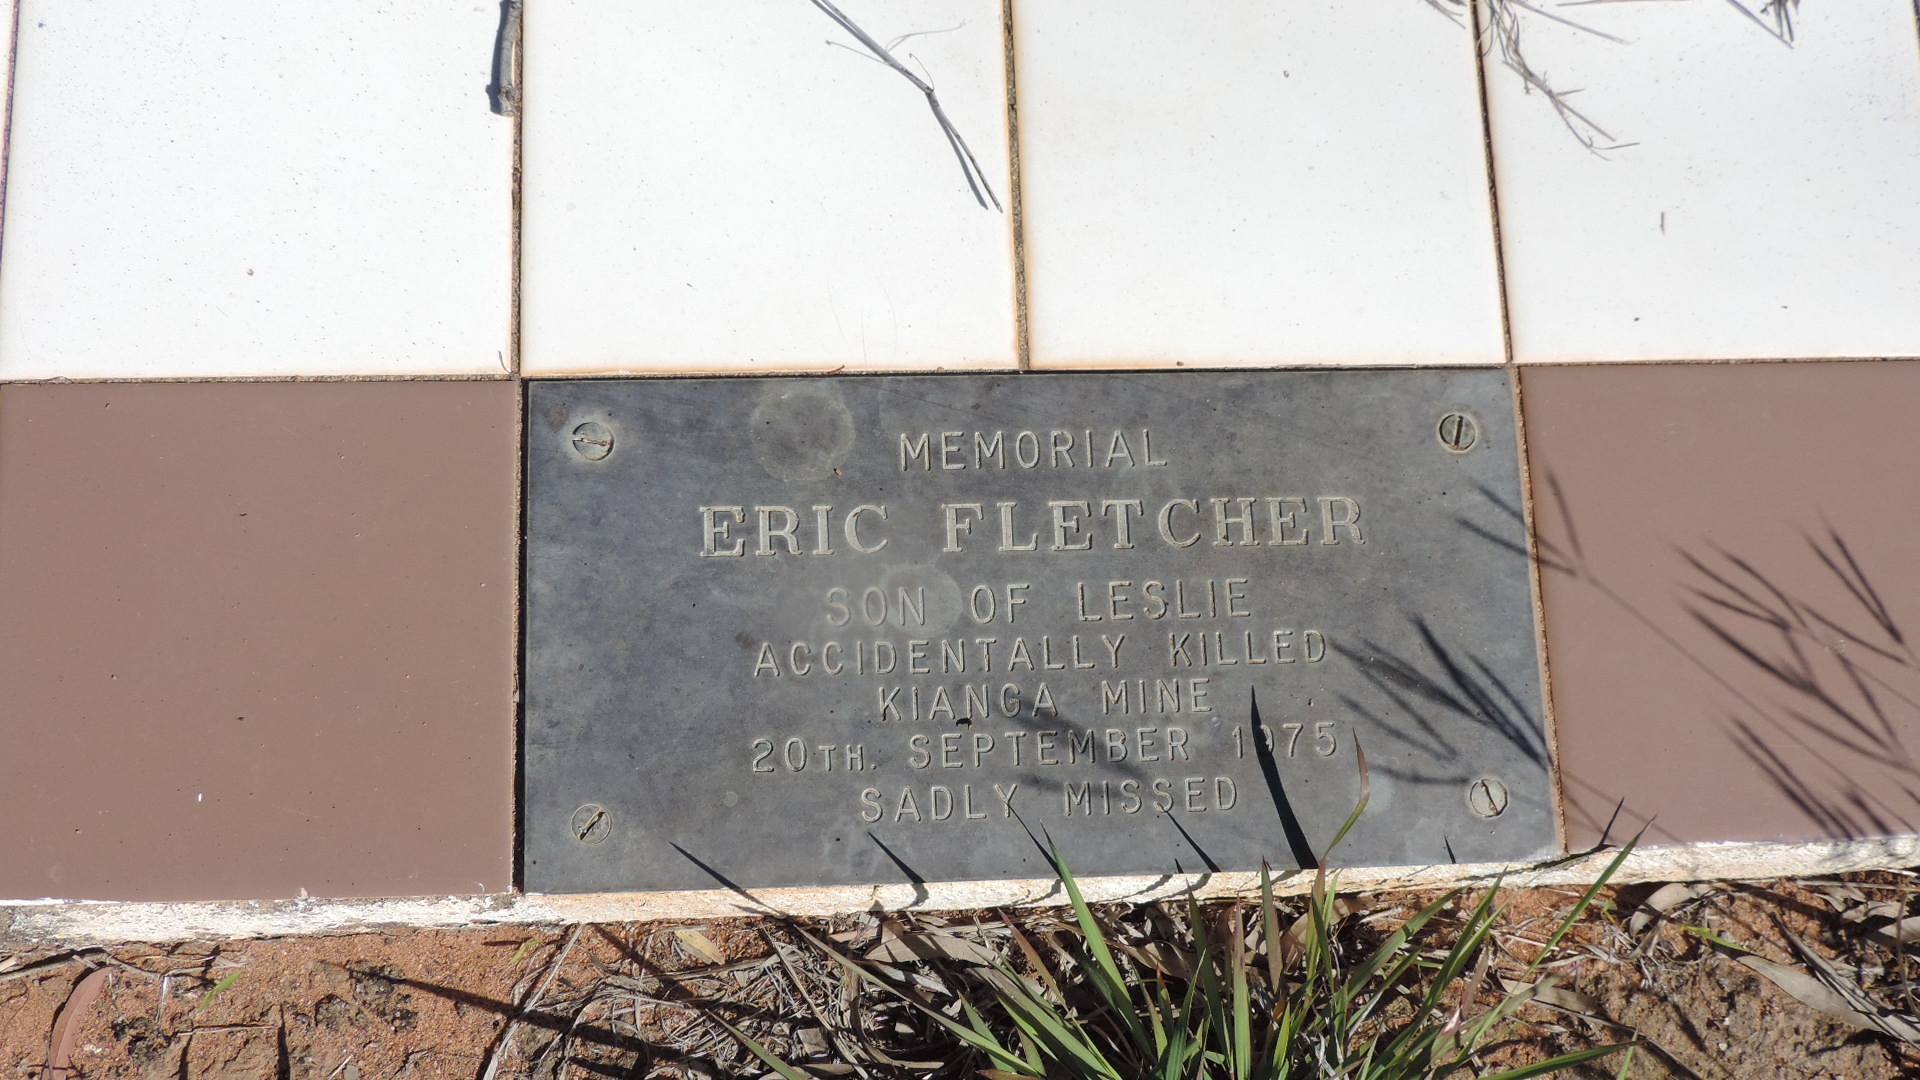 MEMORIAL
ERIC FLETCHER
SON OF LESLIE
ACCIDENTALLY KILLED
KIANGA MINE
20TH. SEPTEMBER 1975
SADLY MISSED